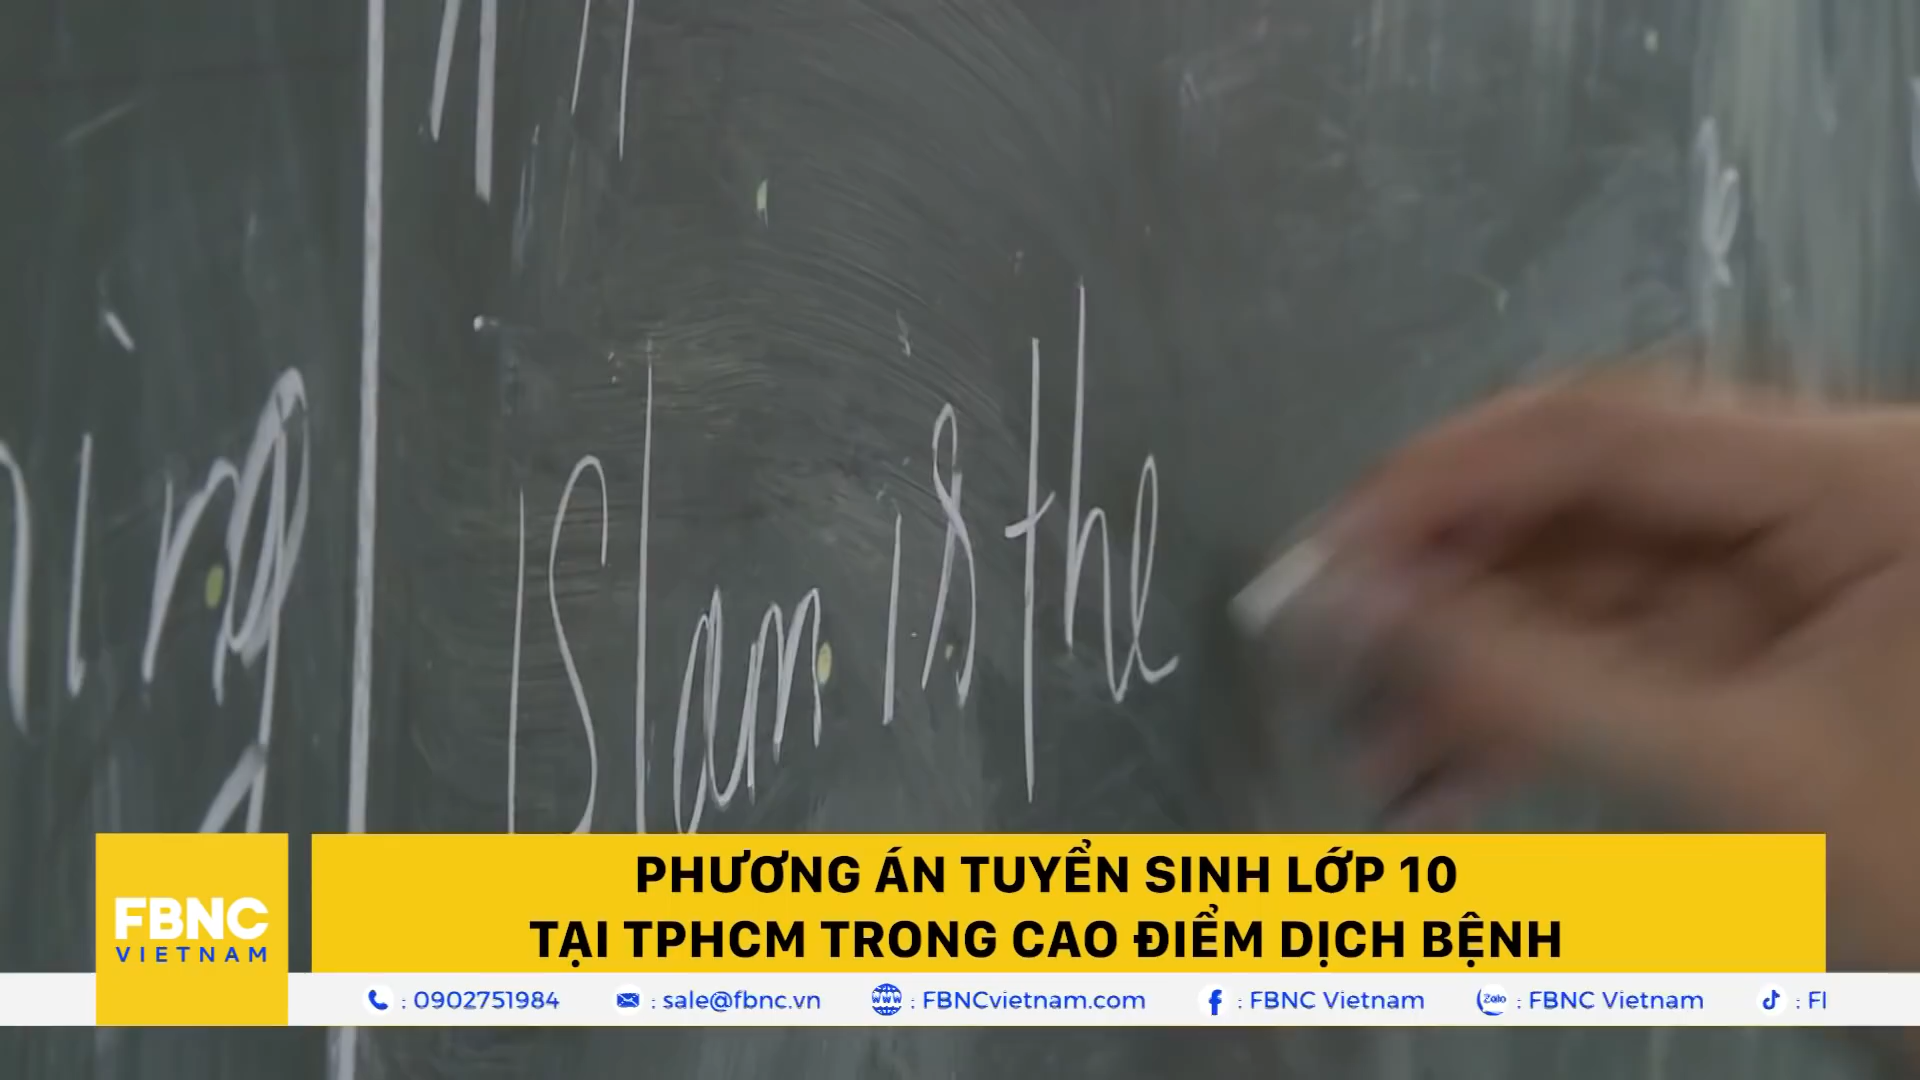 Islam is the
PHƯƠNG ÁN TUYỂN SINH LỚP 10
TẠI TPHCM TRONG CAO ĐIỂM DỊCH BỆNH
FBNC
VIETNAM
: 0902751984 : sale@fbnc.vn : FBNCvietnam.com : FBNC Vietnam Zalo : FBNC Vietnam : FI